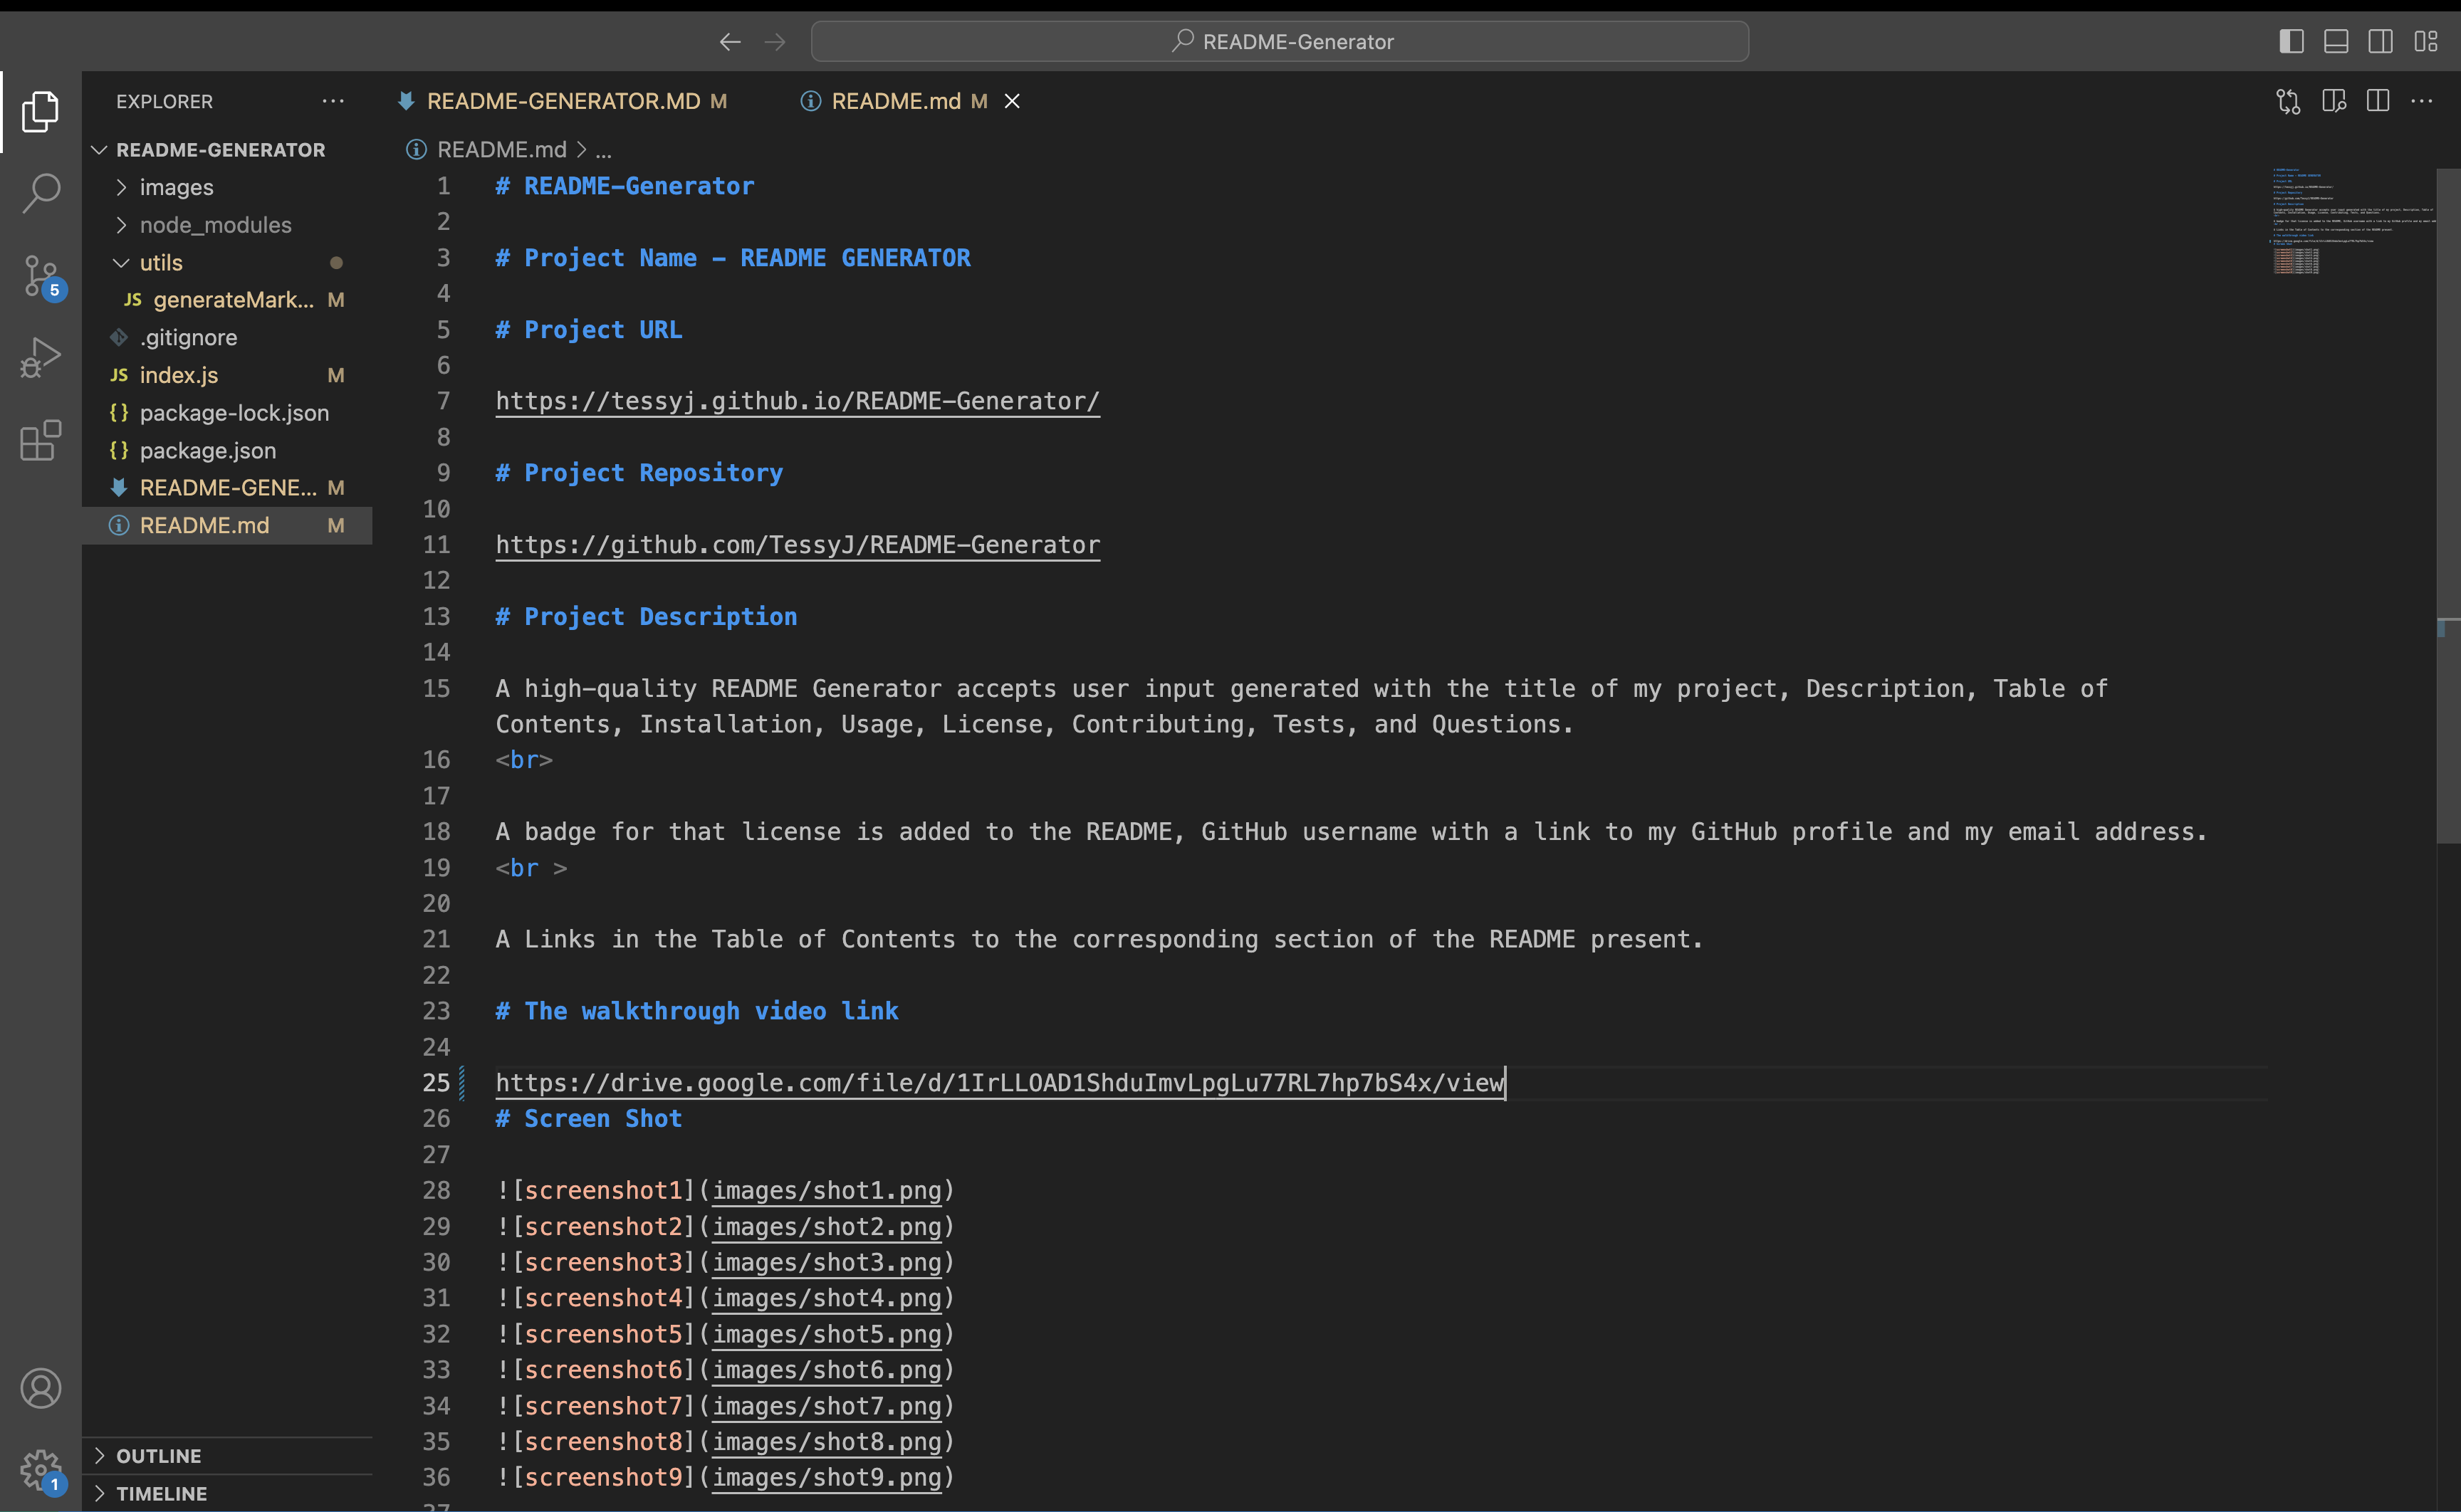 README-Generator
EXPLORER
README-GENERATOR.MD M
README.md M
README-GENERATOR
images
node_modules
utils
JS generateMark... M
.gitignore
JS index.js M
{} package-lock.json
{} package.json
README-GENE... M
README.md M
5
README.md > ...
1 # README-Generator
2
3 # Project Name - README GENERATOR
4
5 # Project URL
6
7 https://tessyj.github.io/README-Generator/
8
9 # Project Repository
10
11 https://github.com/TessyJ/README-Generator
12
13 # Project Description
14
15 A high-quality README Generator accepts user input generated with the title of my project, Description, Table of
Contents, Installation, Usage, License, Contributing, Tests, and Questions.
16 <br>
17
18 A badge for that license is added to the README, GitHub username with a link to my GitHub profile and my email address.
19 <br >
20
21 A Links in the Table of Contents to the corresponding section of the README present.
22
23 # The walkthrough video link
24
25 https://drive.google.com/file/d/1IrLLOAD1ShduImvLpgLu77RL7hp7bS4x/view
26 # Screen Shot
27
28 ![screenshot1](images/shot1.png)
29 ![screenshot2](images/shot2.png)
30 ![screenshot3](images/shot3.png)
31 ![screenshot4](images/shot4.png)
32 ![screenshot5](images/shot5.png)
33 ![screenshot6](images/shot6.png)
34 ![screenshot7](images/shot7.png)
35 ![screenshot8](images/shot8.png)
36 ![screenshot9](images/shot9.png)
37
OUTLINE
TIMELINE
1